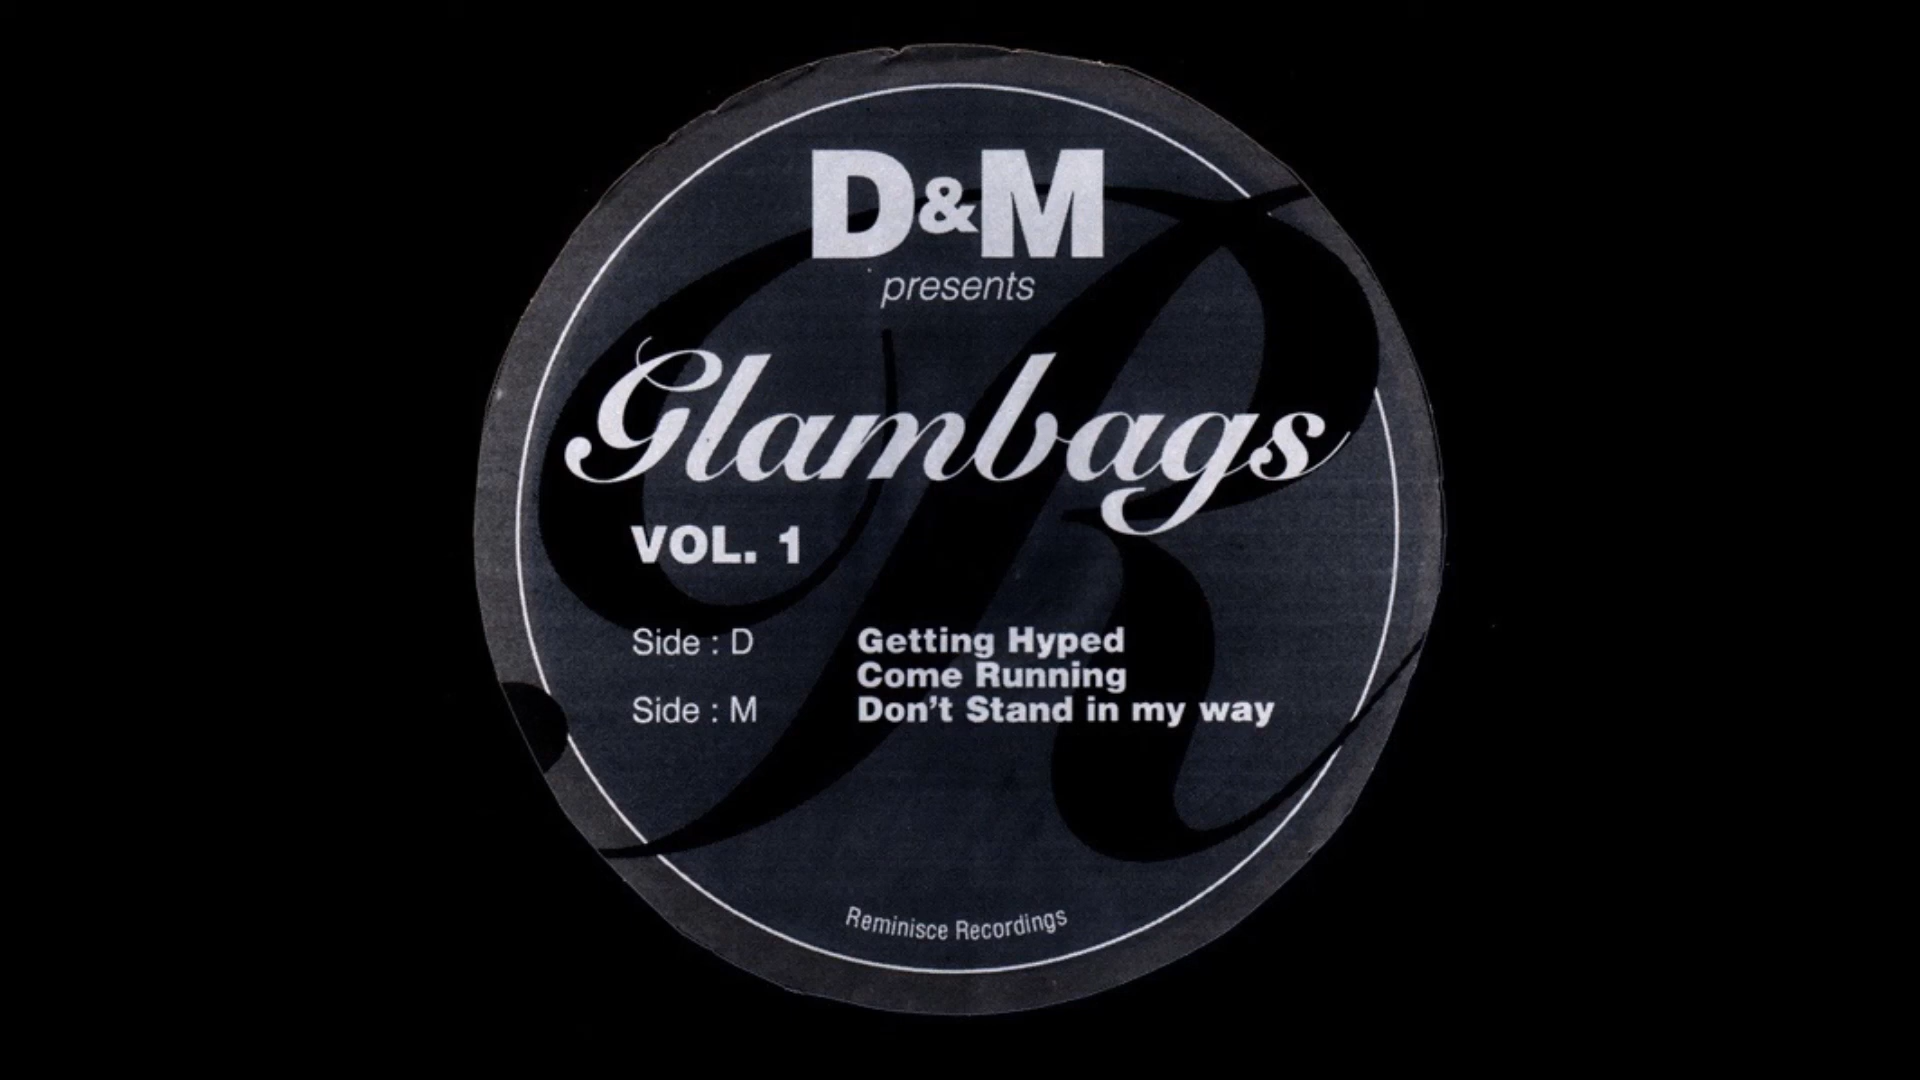 D&M
presents
Glambags
VOL. 1
Side : D Getting Hyped
Come Running
Side : M Don't Stand in my way
Reminisce Recordings